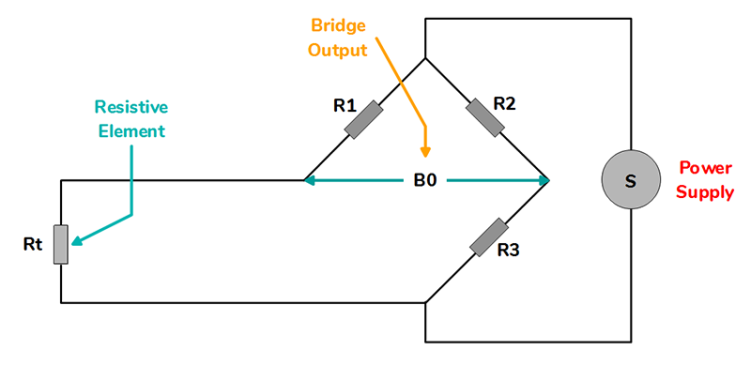 Bridge
Output
Resistive
Element
R1
R2
B0
S
Power
Supply
Rt
R3